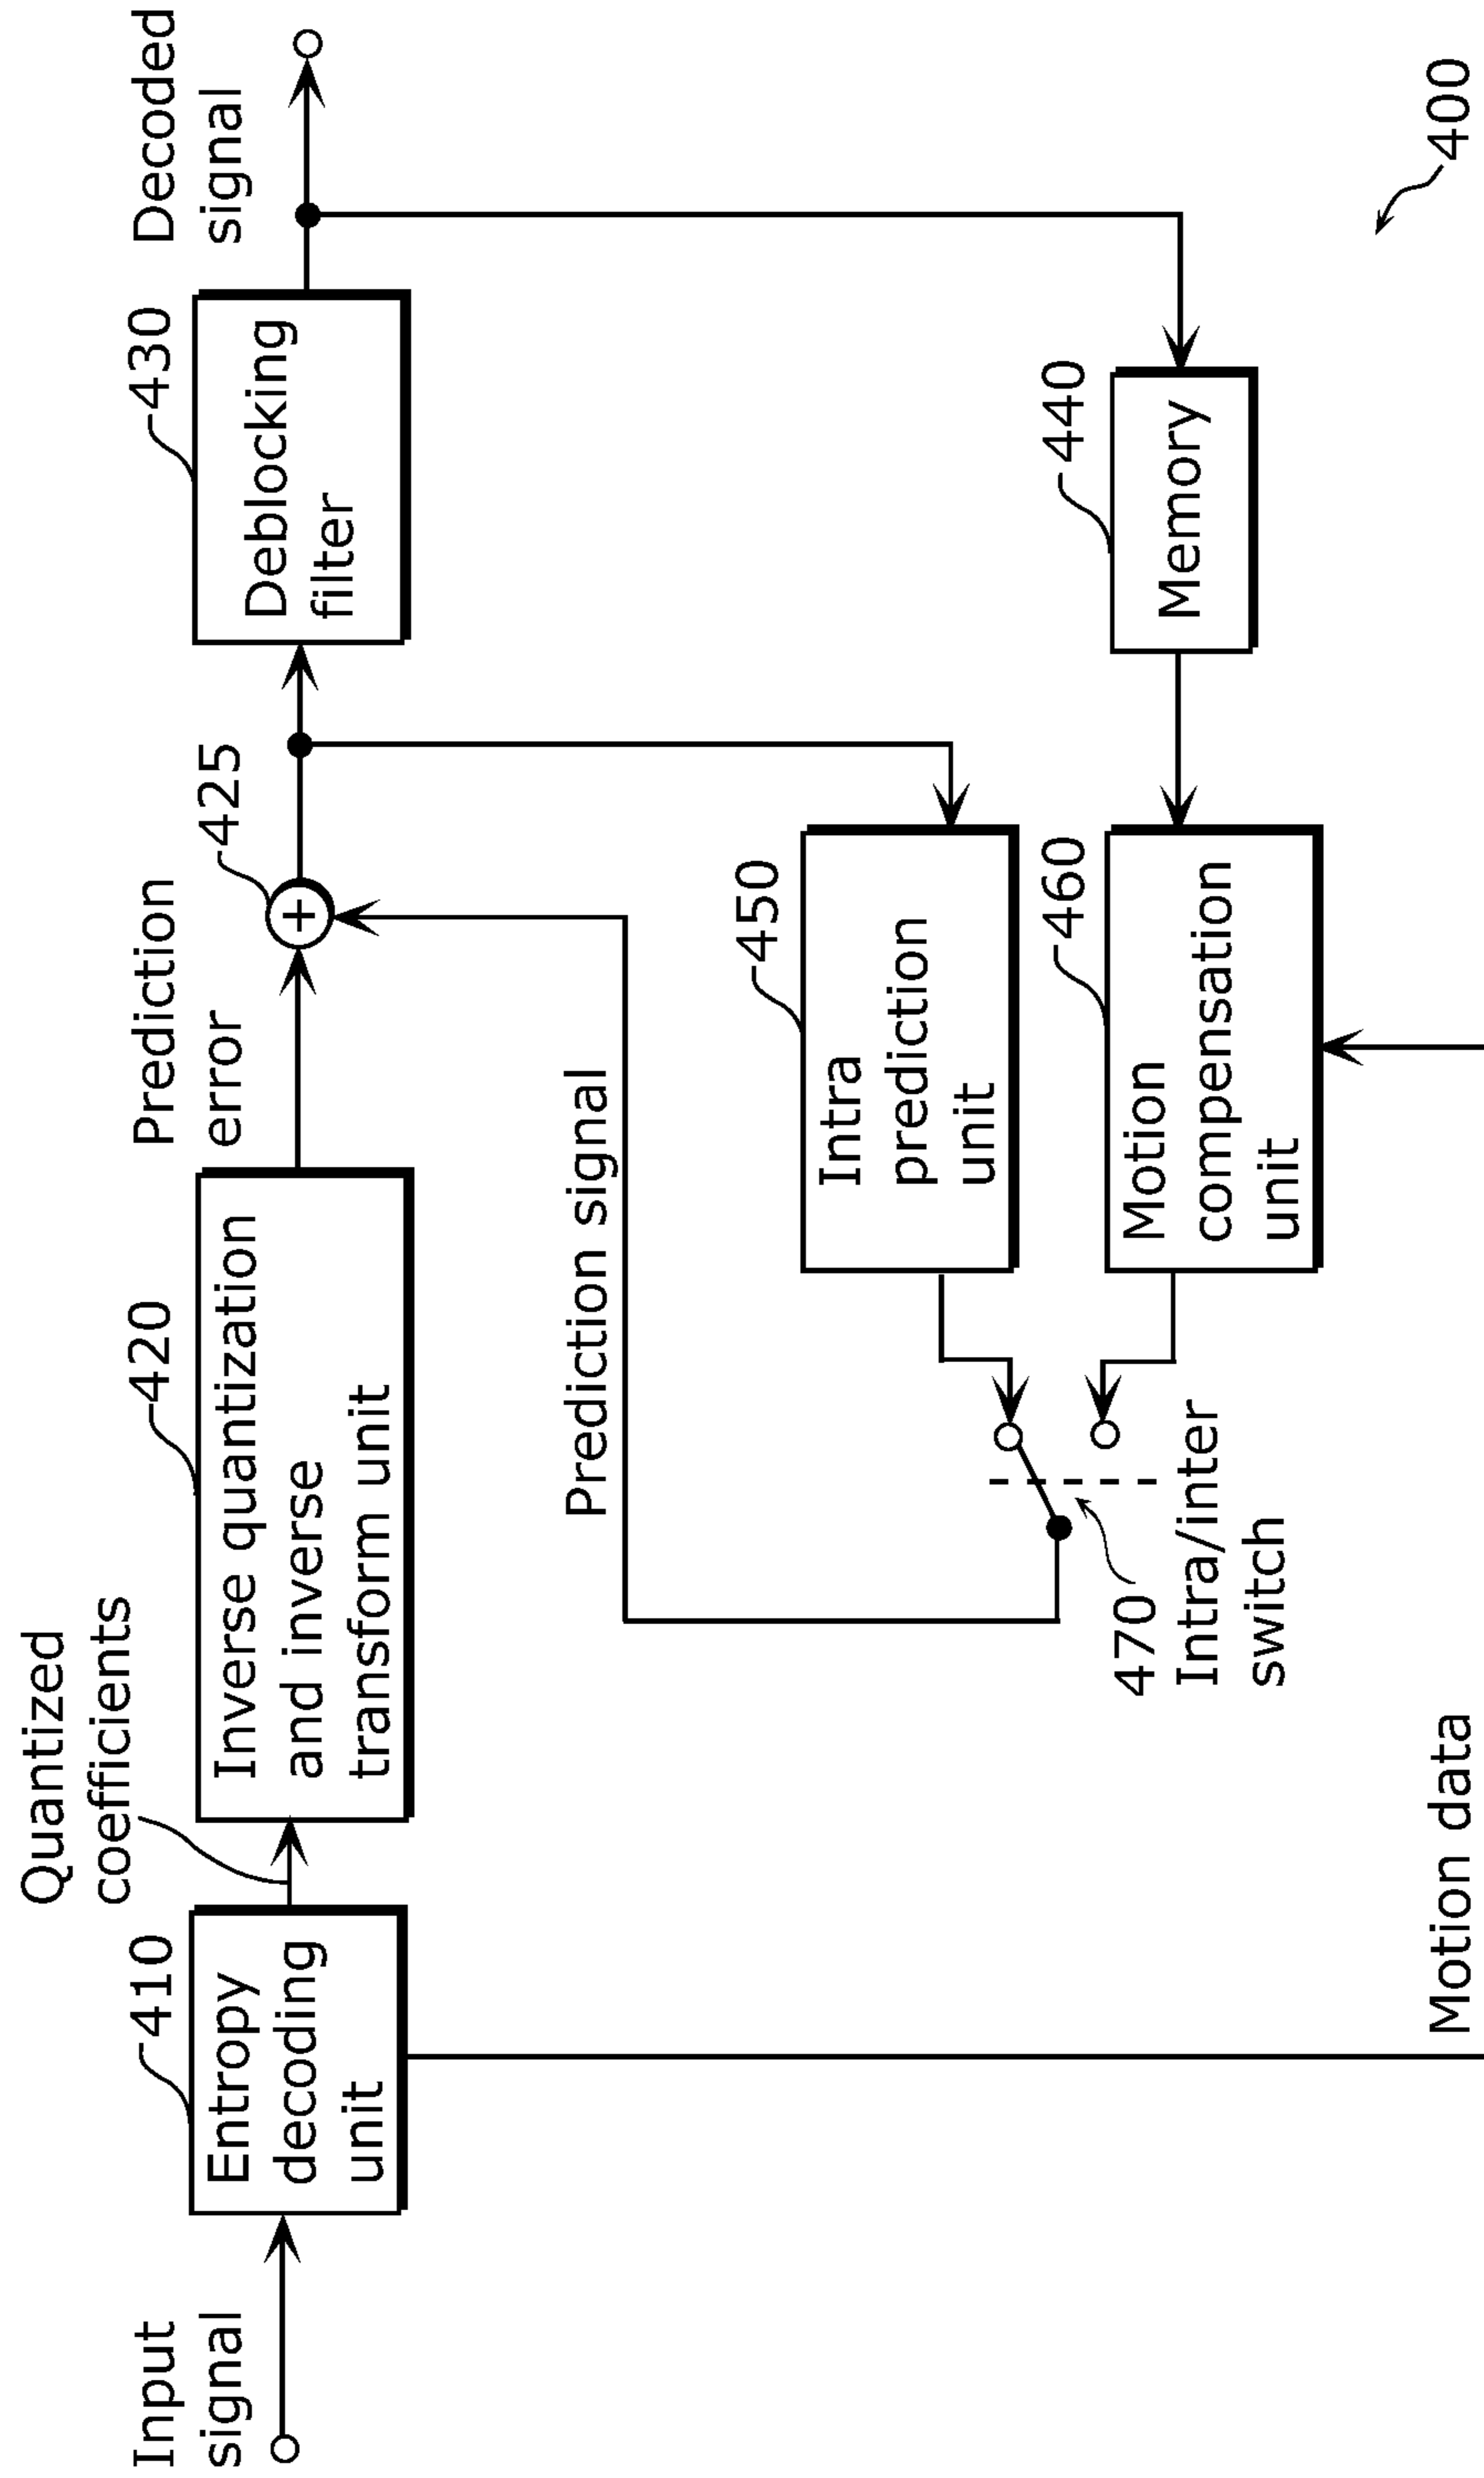 Quantized
coefficients
Input
signal
410
Entropy
decoding
unit
420
Inverse quantization
and inverse
transform unit
Prediction
error
425
430
Deblocking
filter
Decoded
signal
Prediction signal
450
Intra
prediction
unit
440
Memory
460
Motion
compensation
unit
470
Intra/inter
switch
Motion data
400